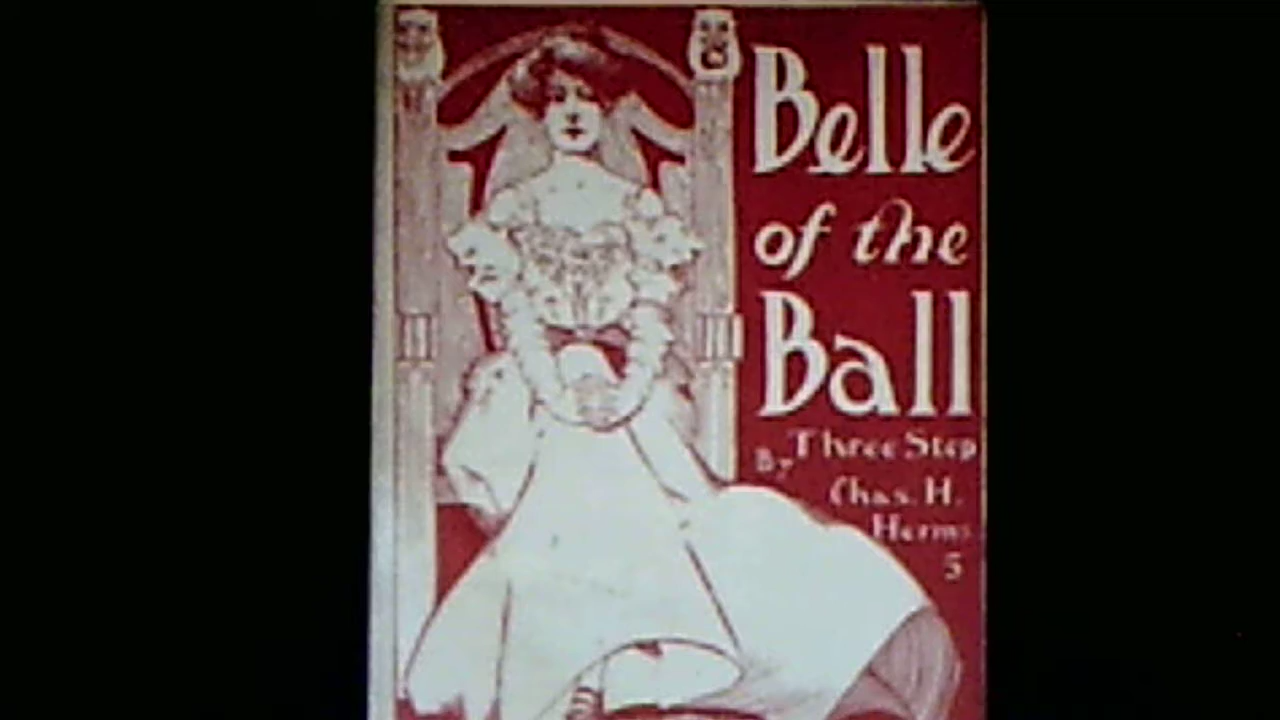 Belle
of the
Ball
Three Step
By
Chas. H.
5